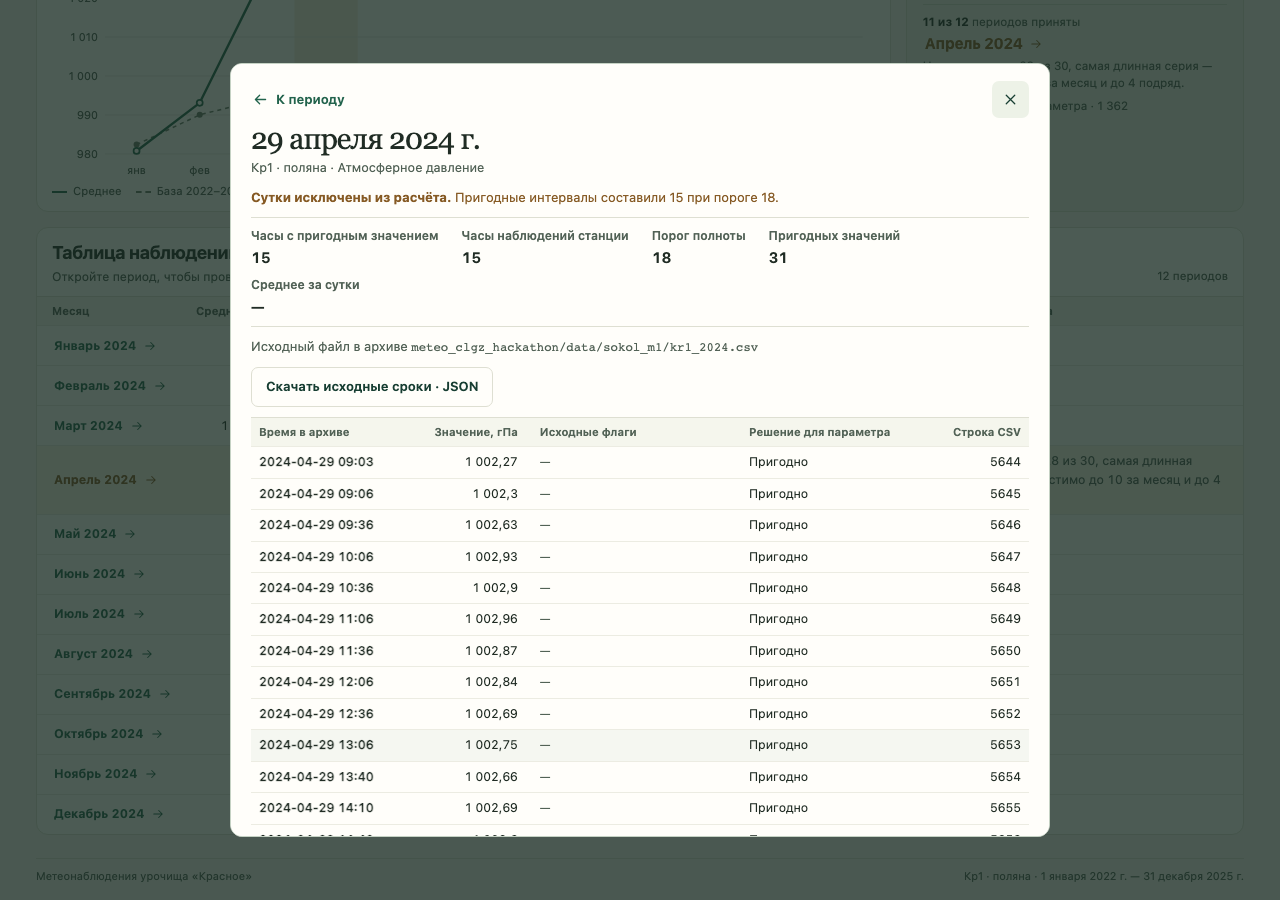 1 010
1 000
990
980
янв
фев
Среднее
База 2022–20
11 из 12 периодов приняты
Апрель 2024 →
30, самая длинная серия —
за месяц и до 4 подряд.
метра · 1 362
← К периоду
29 апреля 2024 г.
Кр1 · поляна · Атмосферное давление
Сутки исключены из расчёта. Пригодные интервалы составили 15 при пороге 18.
Часы с пригодным значением
15
Часы наблюдений станции
15
Порог полноты
18
Пригодных значений
31
Среднее за сутки
—
Исходный файл в архиве meteo_clgz_hackathon/data/sokol_m1/kr1_2024.csv
Скачать исходные сроки · JSON
Время в архиве Значение, гПа Исходные флаги Решение для параметра Строка CSV
2024-04-29 09:03 1 002,27 — Пригодно 5644
2024-04-29 09:06 1 002,3 — Пригодно 5645
2024-04-29 09:36 1 002,63 — Пригодно 5646
2024-04-29 10:06 1 002,93 — Пригодно 5647
2024-04-29 10:36 1 002,9 — Пригодно 5648
2024-04-29 11:06 1 002,96 — Пригодно 5649
2024-04-29 11:36 1 002,87 — Пригодно 5650
2024-04-29 12:06 1 002,84 — Пригодно 5651
2024-04-29 12:36 1 002,69 — Пригодно 5652
2024-04-29 13:06 1 002,75 — Пригодно 5653
2024-04-29 13:40 1 002,66 — Пригодно 5654
2024-04-29 14:10 1 002,69 — Пригодно 5655
Таблица наблюдени
Откройте период, чтобы пров
12 периодов
Месяц Средн
Январь 2024 →
Февраль 2024 →
Март 2024 → 1
Апрель 2024 →
8 из 30, самая длинная
стимо до 10 за месяц и до 4
Май 2024 →
Июнь 2024 →
Июль 2024 →
Август 2024 →
Сентябрь 2024 →
Октябрь 2024 →
Ноябрь 2024 →
Декабрь 2024 →
Метеонаблюдения урочища «Красное»
Кр1 · поляна · 1 января 2022 г. — 31 декабря 2025 г.